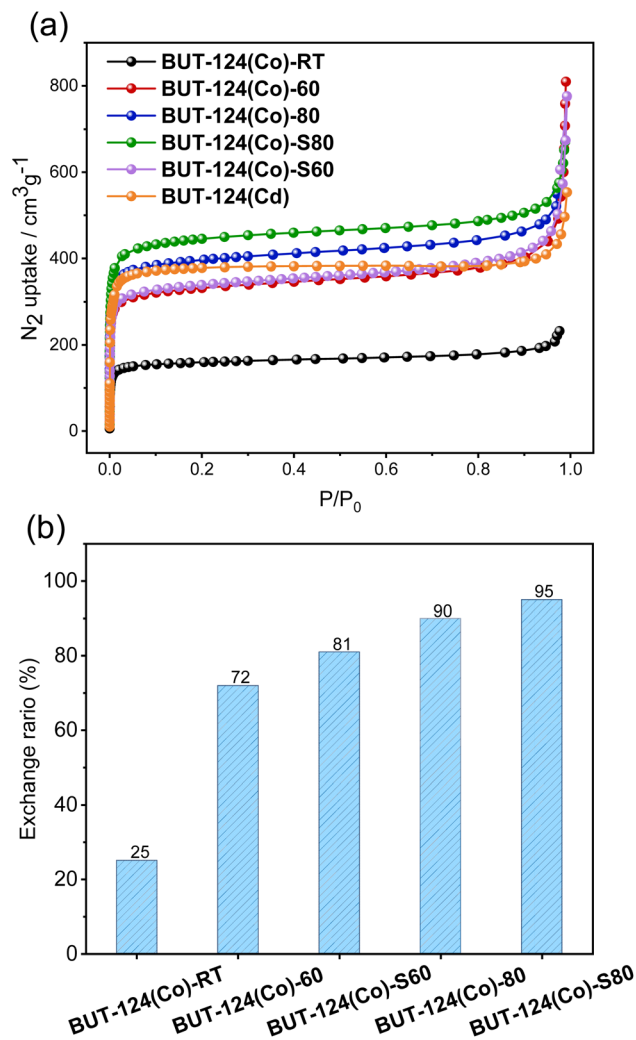 (a)
BUT-124(Co)-RT
BUT-124(Co)-60
BUT-124(Co)-80
BUT-124(Co)-S80
BUT-124(Co)-S60
BUT-124(Cd)
N₂ uptake / cm³g⁻¹
800
600
400
200
0
0.0 0.2 0.4 0.6 0.8 1.0
P/P₀
(b)
Exchange rario (%)
100
80
60
40
20
0
25
72
81
90
95
BUT-124(Co)-RT
BUT-124(Co)-60
BUT-124(Co)-S60
BUT-124(Co)-80
BUT-124(Co)-S80